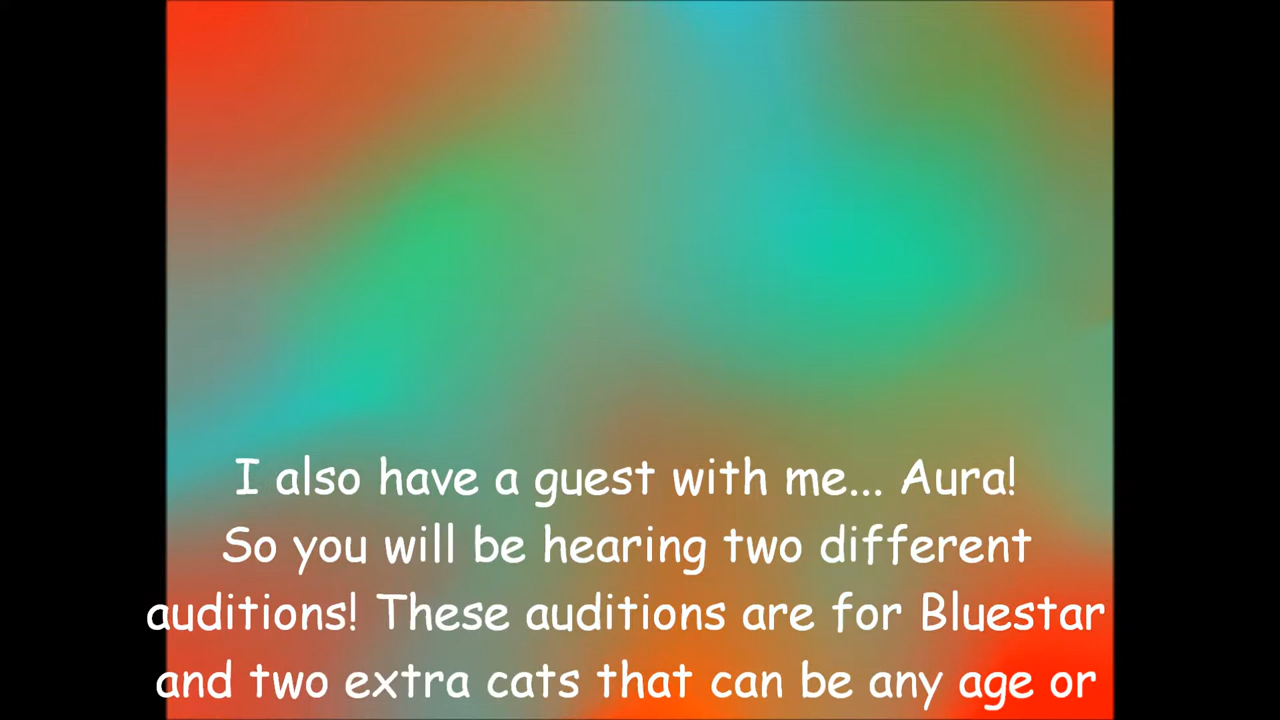 I also have a guest with me... Aura!
So you will be hearing two different
auditions! These auditions are for Bluestar
and two extra cats that can be any age or